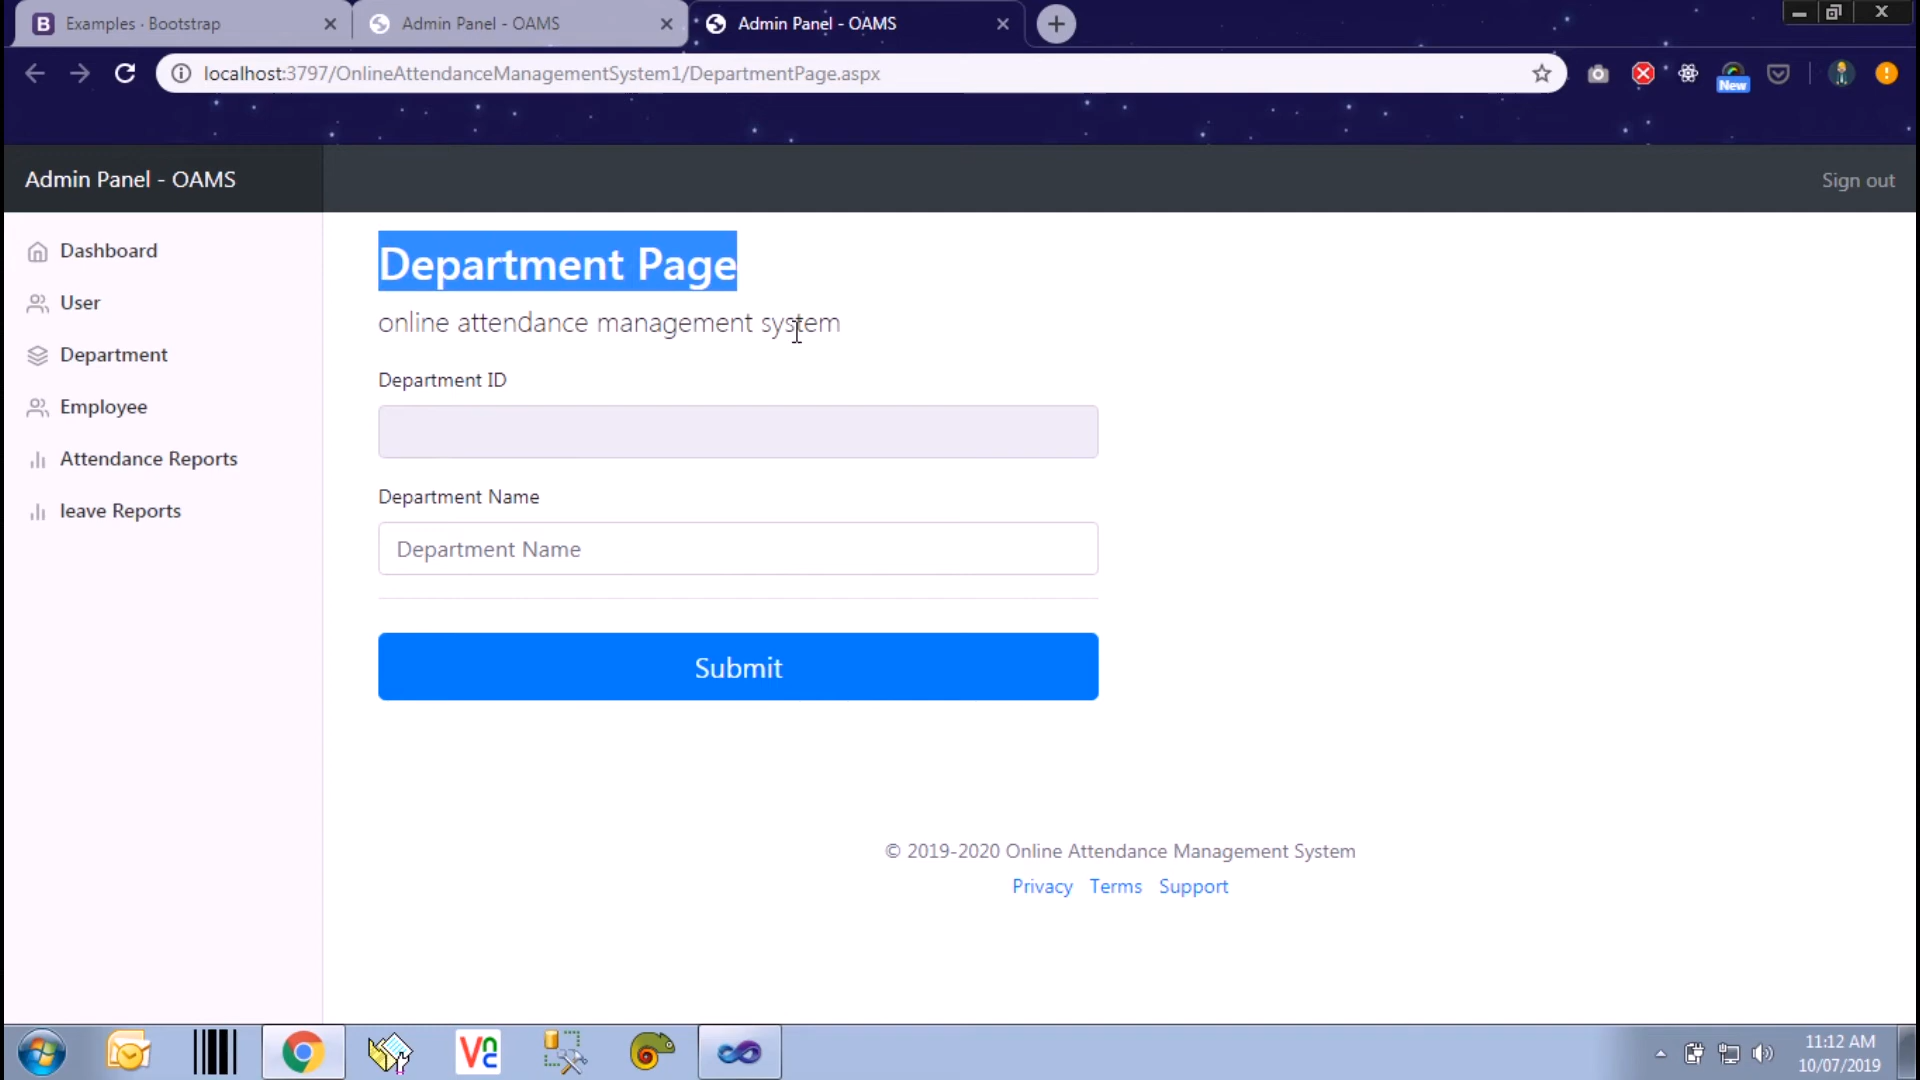 Examples · Bootstrap
Admin Panel - OAMS
Admin Panel - OAMS
localhost:3797/OnlineAttendanceManagementSystem1/DepartmentPage.aspx
New
Admin Panel - OAMS
Sign out
Dashboard
User
Department
Employee
Attendance Reports
leave Reports
Department Page
online attendance management system
Department ID
Department Name
Department Name
Submit
© 2019-2020 Online Attendance Management System
Privacy Terms Support
11:12 AM
10/07/2019